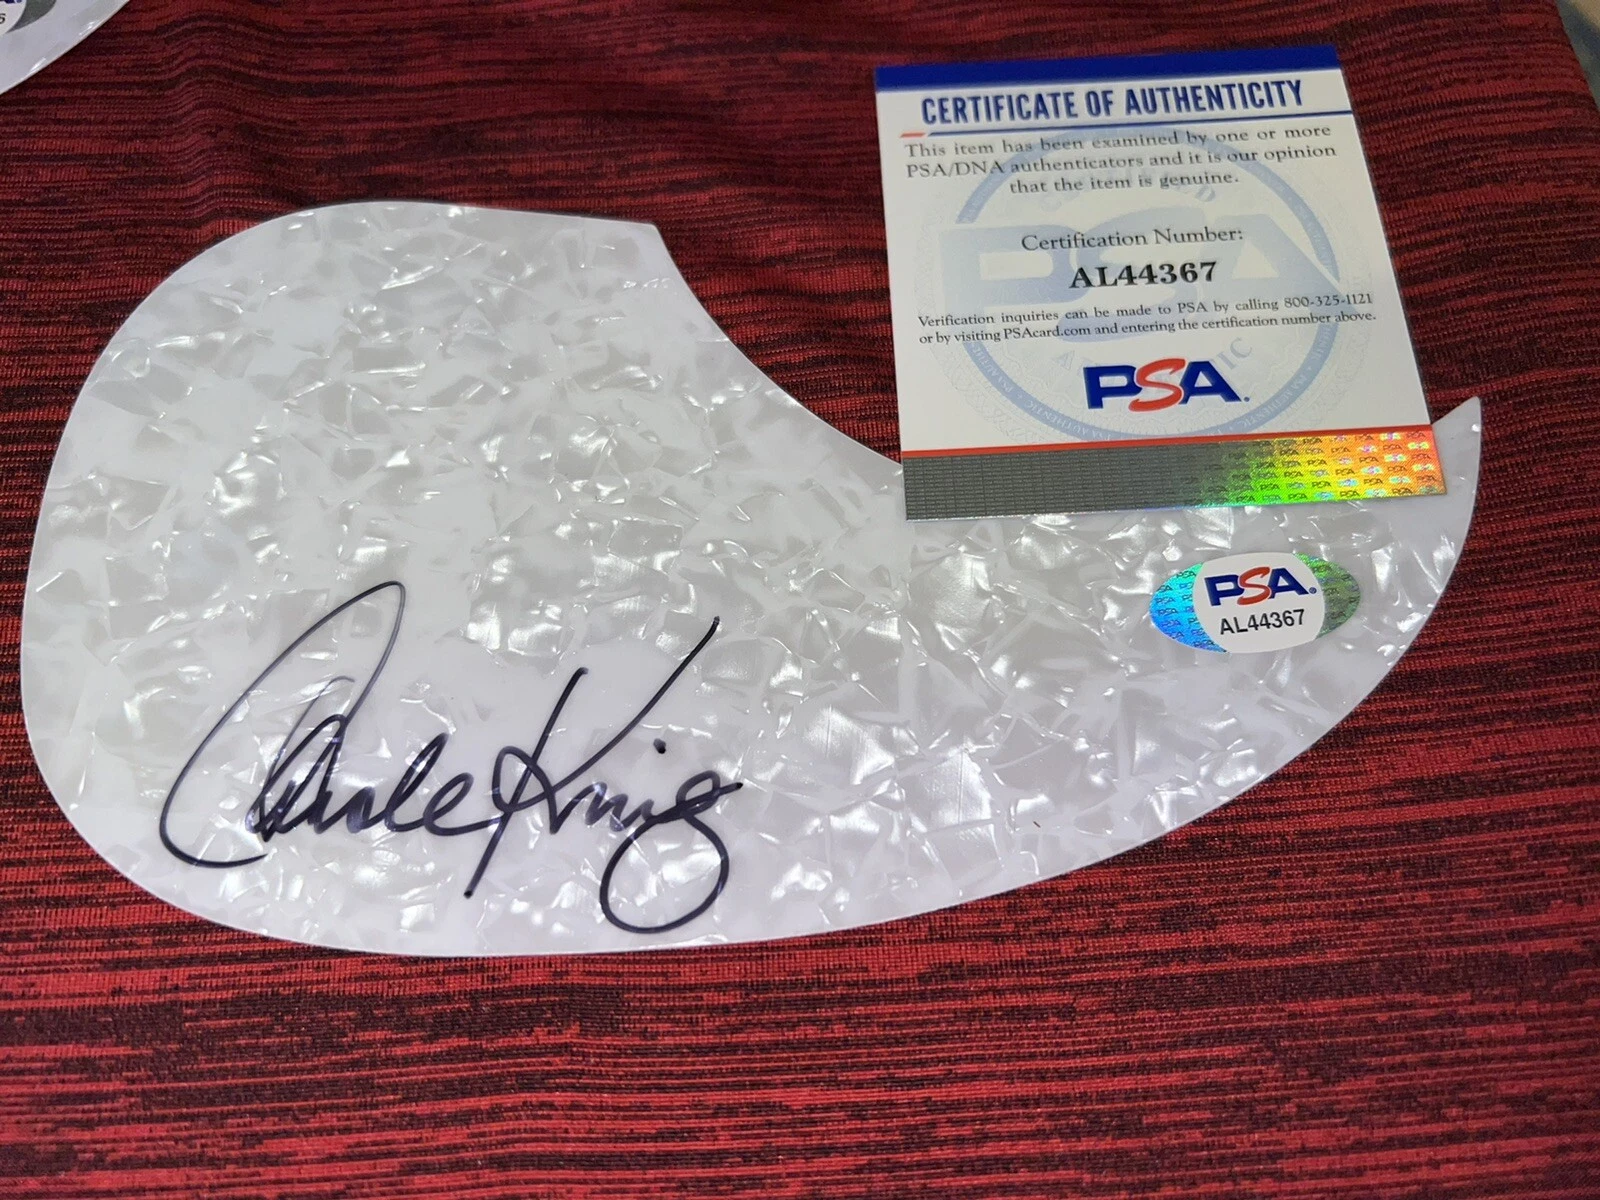 CERTIFICATE OF AUTHENTICITY
This item has been examined by one or more
PSA/DNA authenticators and it is our opinion
that the item is genuine.
Certification Number:
AL44367
Verification inquiries can be made to PSA by calling 800-325-1121
or by visiting PSAcard.com and entering the certification number above.
PSA
PSA
AL44367
Carole King